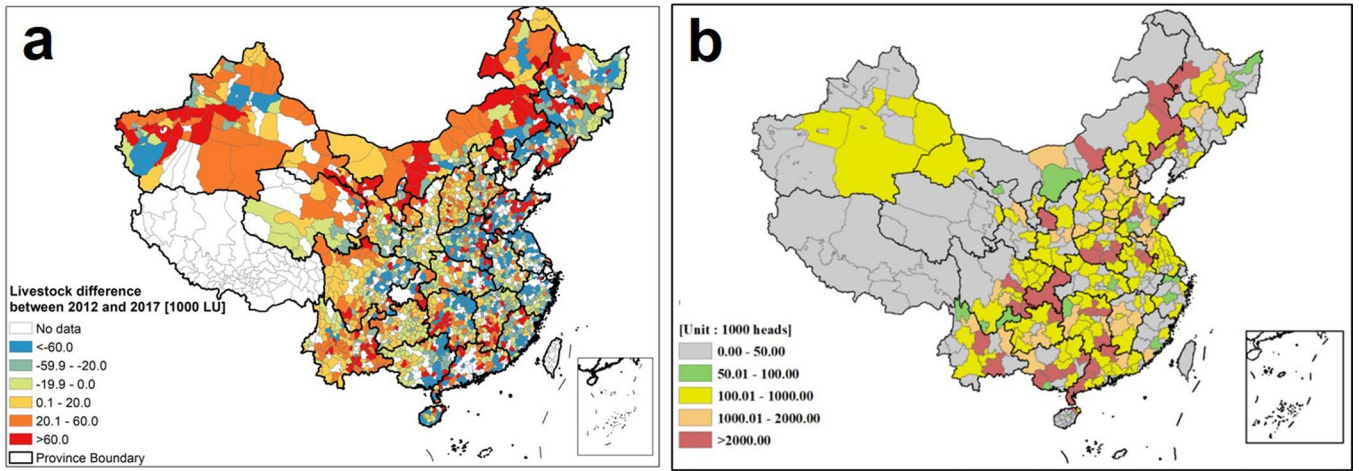 a
Livestock difference
between 2012 and 2017 [1000 LU]
No data
<-60.0
-59.9 - -20.0
-19.9 - 0.0
0.1 - 20.0
20.1 - 60.0
>60.0
Province Boundary
b
[Unit : 1000 heads]
0.00 - 50.00
50.01 - 100.00
100.01 - 1000.00
1000.01 - 2000.00
>2000.00